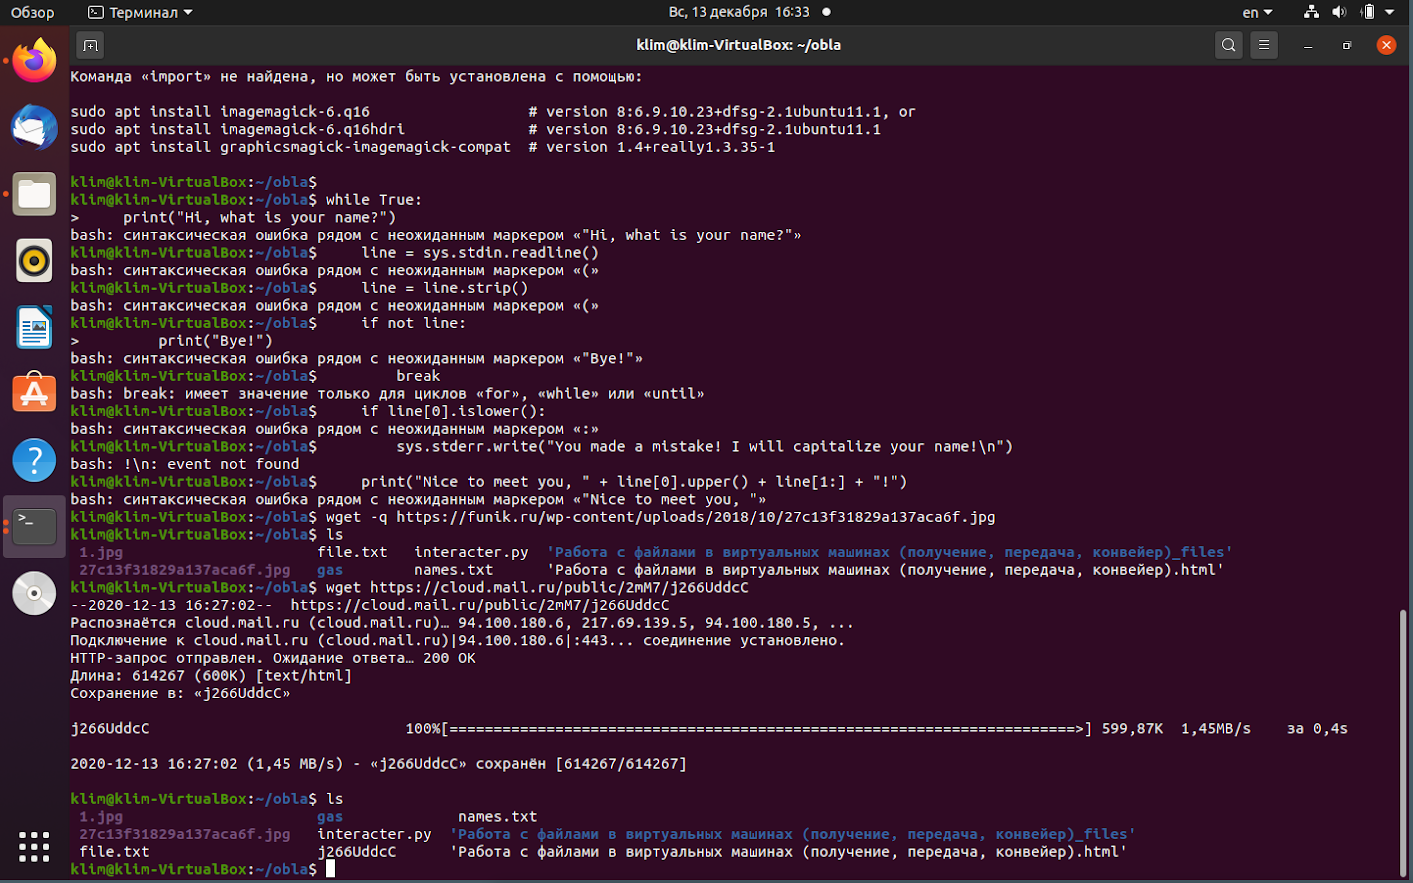 Обзор Терминал Вс, 13 декабря 16:33 en
klim@klim-VirtualBox: ~/obla
Команда «import» не найдена, но может быть установлена с помощью:
sudo apt install imagemagick-6.q16 # version 8:6.9.10.23+dfsg-2.1ubuntu11.1, or
sudo apt install imagemagick-6.q16hdri # version 8:6.9.10.23+dfsg-2.1ubuntu11.1
sudo apt install graphicsmagick-imagemagick-compat # version 1.4+really1.3.35-1
klim@klim-VirtualBox:~/obla$
klim@klim-VirtualBox:~/obla$ while True:
> print("Hi, what is your name?")
bash: синтаксическая ошибка рядом с неожиданным маркером «"Hi, what is your name?"»
klim@klim-VirtualBox:~/obla$ line = sys.stdin.readline()
bash: синтаксическая ошибка рядом с неожиданным маркером «(»
klim@klim-VirtualBox:~/obla$ line = line.strip()
bash: синтаксическая ошибка рядом с неожиданным маркером «(»
klim@klim-VirtualBox:~/obla$ if not line:
> print("Bye!")
bash: синтаксическая ошибка рядом с неожиданным маркером «"Bye!"»
klim@klim-VirtualBox:~/obla$ break
bash: break: имеет значение только для циклов «for», «while» или «until»
klim@klim-VirtualBox:~/obla$ if line[0].islower():
bash: синтаксическая ошибка рядом с неожиданным маркером «:»
klim@klim-VirtualBox:~/obla$ sys.stderr.write("You made a mistake! I will capitalize your name!\n")
bash: !\n: event not found
klim@klim-VirtualBox:~/obla$ print("Nice to meet you, " + line[0].upper() + line[1:] + "!")
bash: синтаксическая ошибка рядом с неожиданным маркером «"Nice to meet you, "»
klim@klim-VirtualBox:~/obla$ wget -q https://funik.ru/wp-content/uploads/2018/10/27c13f31829a137aca6f.jpg
klim@klim-VirtualBox:~/obla$ ls
1.jpg file.txt interacter.py 'Работа с файлами в виртуальных машинах (получение, передача, конвейер)_files'
27c13f31829a137aca6f.jpg gas names.txt 'Работа с файлами в виртуальных машинах (получение, передача, конвейер).html'
klim@klim-VirtualBox:~/obla$ wget https://cloud.mail.ru/public/2mM7/j266UddcC
--2020-12-13 16:27:02-- https://cloud.mail.ru/public/2mM7/j266UddcC
Распознаётся cloud.mail.ru (cloud.mail.ru)… 94.100.180.6, 217.69.139.5, 94.100.180.5, ...
Подключение к cloud.mail.ru (cloud.mail.ru)|94.100.180.6|:443... соединение установлено.
HTTP-запрос отправлен. Ожидание ответа… 200 OK
Длина: 614267 (600K) [text/html]
Сохранение в: «j266UddcC»
j266UddcC 100%[=======================================================================>] 599,87K 1,45MB/s за 0,4s
2020-12-13 16:27:02 (1,45 MB/s) - «j266UddcC» сохранён [614267/614267]
klim@klim-VirtualBox:~/obla$ ls
1.jpg gas names.txt
27c13f31829a137aca6f.jpg interacter.py 'Работа с файлами в виртуальных машинах (получение, передача, конвейер)_files'
file.txt j266UddcC 'Работа с файлами в виртуальных машинах (получение, передача, конвейер).html'
klim@klim-VirtualBox:~/obla$